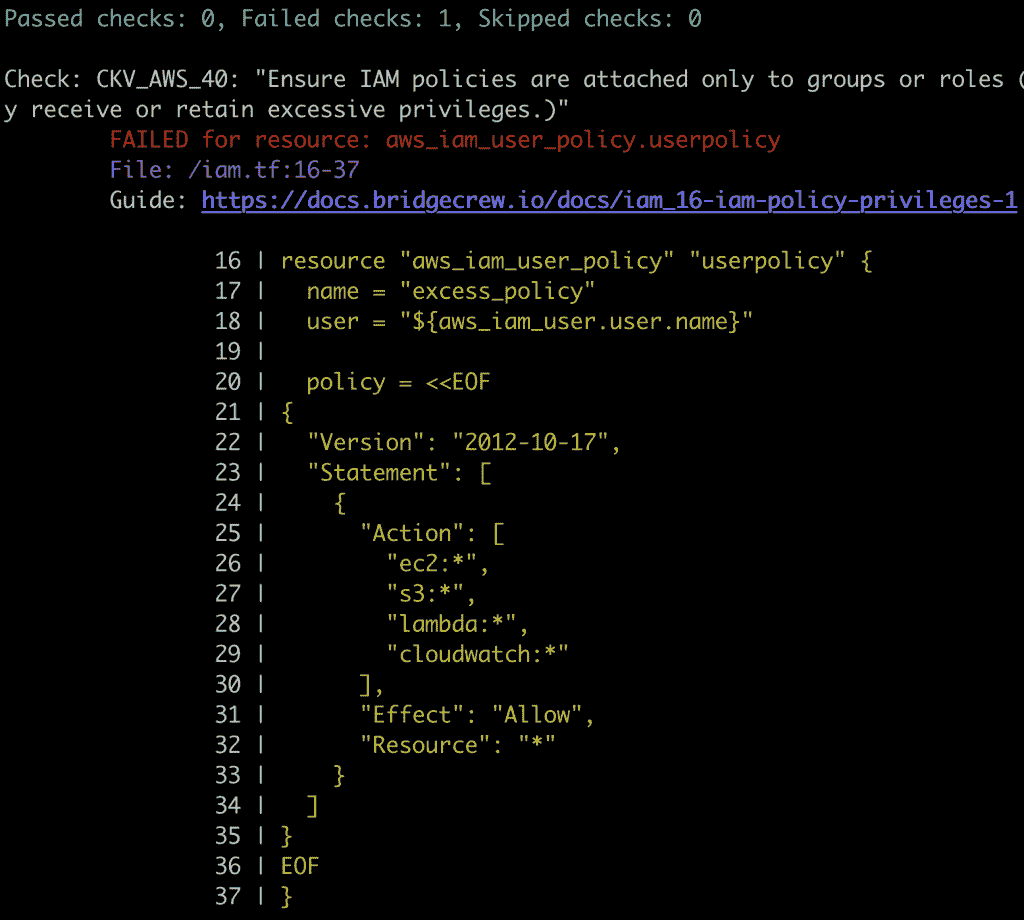 Passed checks: 0, Failed checks: 1, Skipped checks: 0
Check: CKV_AWS_40: "Ensure IAM policies are attached only to groups or roles (
y receive or retain excessive privileges.)"
FAILED for resource: aws_iam_user_policy.userpolicy
File: /iam.tf:16-37
Guide: https://docs.bridgecrew.io/docs/iam_16-iam-policy-privileges-1
16 | resource "aws_iam_user_policy" "userpolicy" {
17 |   name = "excess_policy"
18 |   user = "${aws_iam_user.user.name}"
19 |
20 |   policy = <<EOF
21 | {
22 |   "Version": "2012-10-17",
23 |   "Statement": [
24 |     {
25 |       "Action": [
26 |         "ec2:*",
27 |         "s3:*",
28 |         "lambda:*",
29 |         "cloudwatch:*"
30 |       ],
31 |       "Effect": "Allow",
32 |       "Resource": "*"
33 |     }
34 |   ]
35 | }
36 | EOF
37 | }